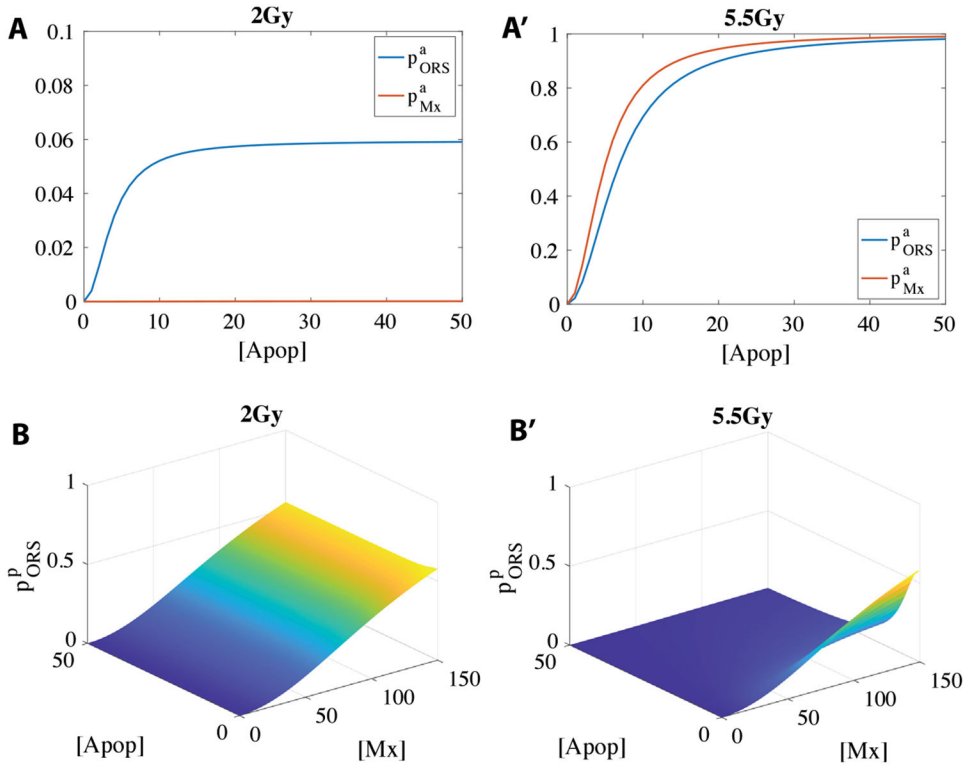 A
2Gy
0.1
0.08
0.06
0.04
0.02
0
p^a_ORS
p^a_Mx
0 10 20 30 40 50
[Apop]
A'
5.5Gy
1
0.8
0.6
0.4
0.2
0
p^a_ORS
p^a_Mx
0 10 20 30 40 50
[Apop]
B
2Gy
1
0.5
0
p^p_ORS
50
0
[Apop]
0
50
100
150
[Mx]
B'
5.5Gy
1
0.5
0
p^p_ORS
50
0
[Apop]
0
50
100
150
[Mx]